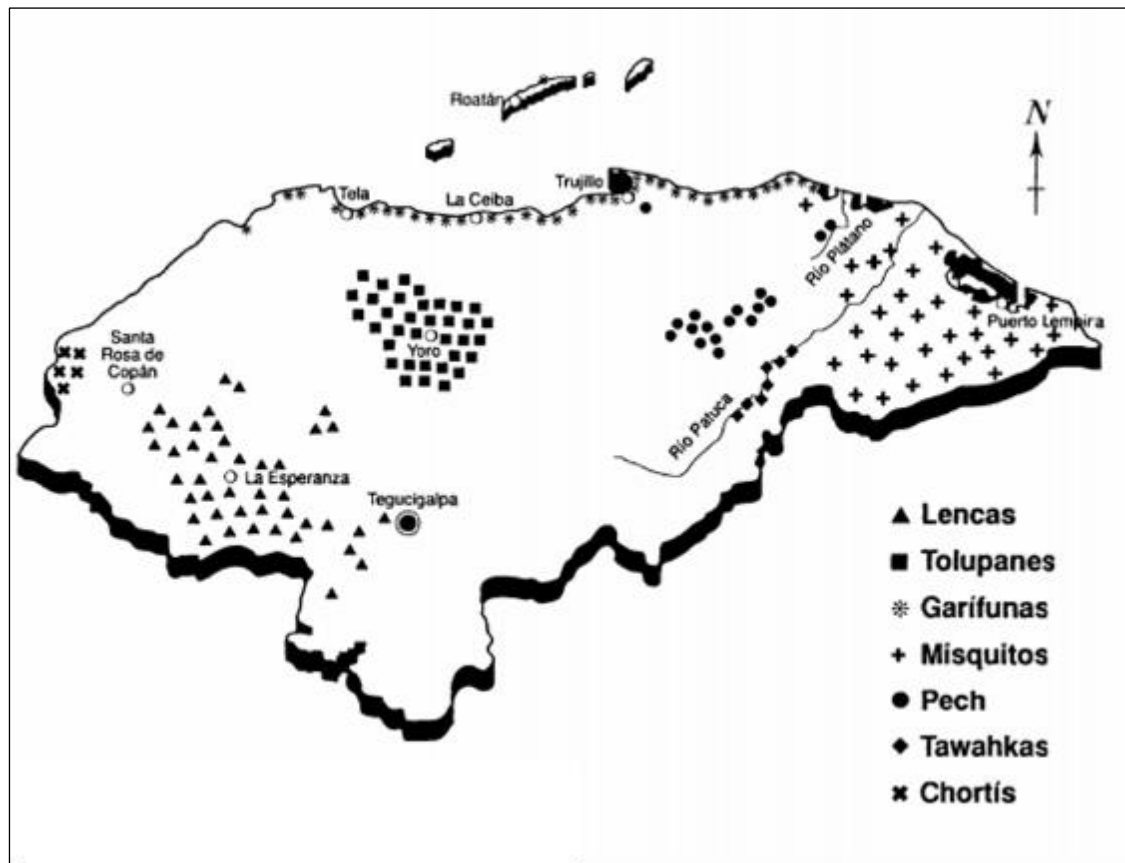 Roatán
N
Trujillo
Tela
La Ceiba
Río Plátano
Puerto Lempira
Santa
Rosa de
Copán
Yoro
Río Patuca
La Esperanza
Tegucigalpa
Lencas
Tolupanes
Garífunas
Misquitos
Pech
Tawahkas
Chortís